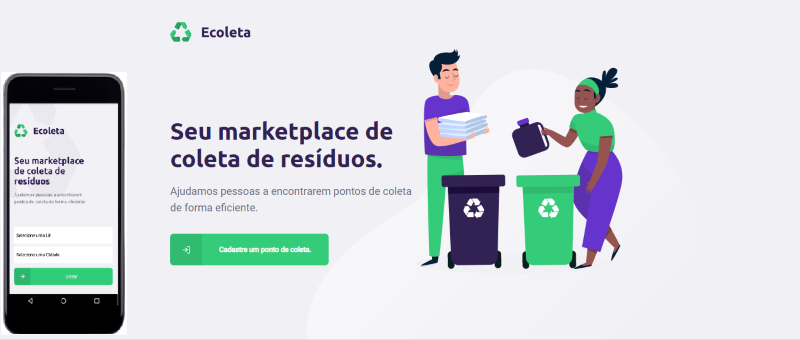 Ecoleta
Seu marketplace de
coleta de resíduos.
Ajudamos pessoas a encontrarem pontos de coleta
de forma eficiente.
Cadastre um ponto de coleta.
Ecoleta
Seu marketplace
de coleta de
resíduos
Ajudamos pessoas a encontrarem
pontos de coleta de forma eficiente
Selecione uma UF
Selecione uma Cidade